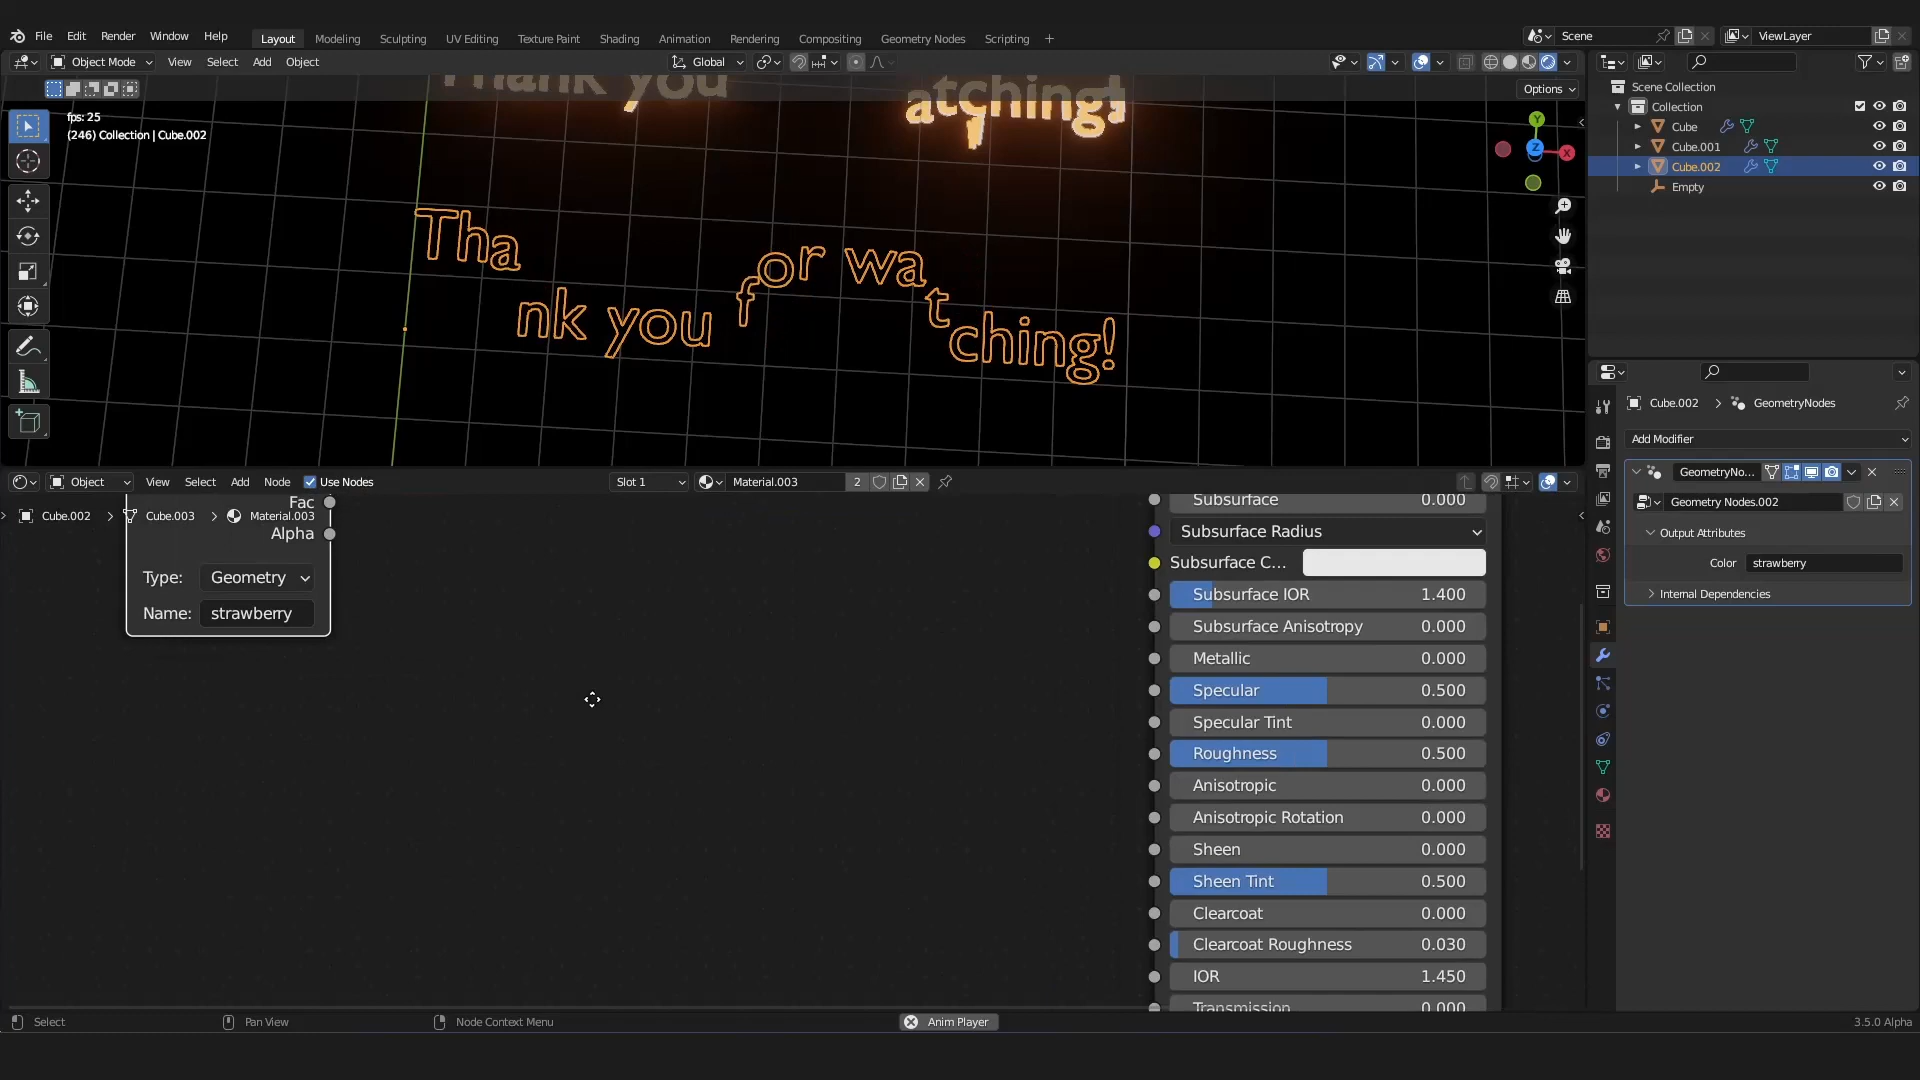 File Edit Render Window Help Layout Modeling Sculpting UV Editing Texture Paint Shading Animation Rendering Compositing Geometry Nodes Scripting +
Scene
ViewLayer
Object Mode View Select Add Object
Global
Options
fps: 25
(246) Collection | Cube.002
Thank you
atching!
Tha
nk you
f
or wa
t
ching!
Y
Z
X
Scene Collection
Collection
Cube
Cube.001
Cube.002
Empty
Cube.002 > GeometryNodes
Add Modifier
GeometryNo...
Geometry Nodes.002
Output Attributes
Color strawberry
Internal Dependencies
Object View Select Add Node Use Nodes Slot 1 Material.003 2
Cube.002 > Cube.003 > Material.003
Fac
Alpha
Type: Geometry
Name: strawberry
Subsurface 0.000
Subsurface Radius
Subsurface C...
Subsurface IOR 1.400
Subsurface Anisotropy 0.000
Metallic 0.000
Specular 0.500
Specular Tint 0.000
Roughness 0.500
Anisotropic 0.000
Anisotropic Rotation 0.000
Sheen 0.000
Sheen Tint 0.500
Clearcoat 0.000
Clearcoat Roughness 0.030
IOR 1.450
Transmission 0.000
Select Pan View Node Context Menu Anim Player 3.5.0 Alpha